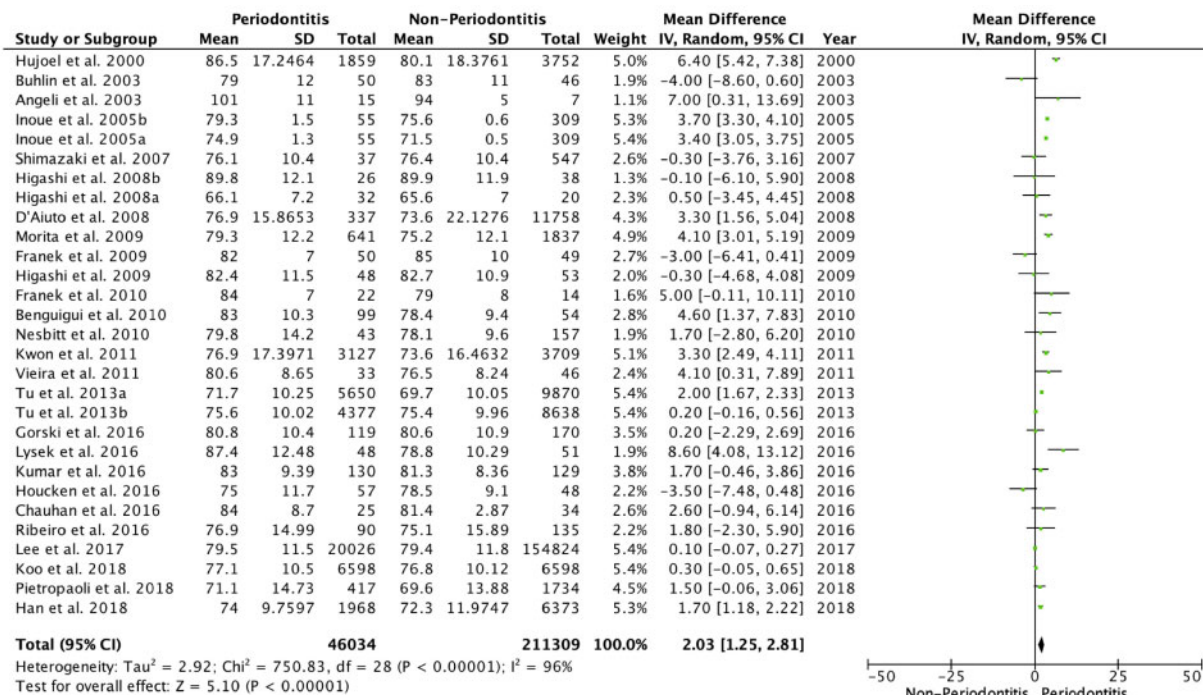 Periodontitis Non-Periodontitis Mean Difference Mean Difference
Study or Subgroup Mean SD Total Mean SD Total Weight IV, Random, 95% CI Year IV, Random, 95% CI
Hujoel et al. 2000 86.5 17.2464 1859 80.1 18.3761 3752 5.0% 6.40 [5.42, 7.38] 2000
Buhlin et al. 2003 79 12 50 83 11 46 1.9% -4.00 [-8.60, 0.60] 2003
Angeli et al. 2003 101 11 15 94 5 7 1.1% 7.00 [0.31, 13.69] 2003
Inoue et al. 2005b 79.3 1.5 55 75.6 0.6 309 5.3% 3.70 [3.30, 4.10] 2005
Inoue et al. 2005a 74.9 1.3 55 71.5 0.5 309 5.4% 3.40 [3.05, 3.75] 2005
Shimazaki et al. 2007 76.1 10.4 37 76.4 10.4 547 2.6% -0.30 [-3.76, 3.16] 2007
Higashi et al. 2008b 89.8 12.1 26 89.9 11.9 38 1.3% -0.10 [-6.10, 5.90] 2008
Higashi et al. 2008a 66.1 7.2 32 65.6 7 20 2.3% 0.50 [-3.45, 4.45] 2008
D'Aiuto et al. 2008 76.9 15.8653 337 73.6 22.1276 11758 4.3% 3.30 [1.56, 5.04] 2008
Morita et al. 2009 79.3 12.2 641 75.2 12.1 1837 4.9% 4.10 [3.01, 5.19] 2009
Franek et al. 2009 82 7 50 85 10 49 2.7% -3.00 [-6.41, 0.41] 2009
Higashi et al. 2009 82.4 11.5 48 82.7 10.9 53 2.0% -0.30 [-4.68, 4.08] 2009
Franek et al. 2010 84 7 22 79 8 14 1.6% 5.00 [-0.11, 10.11] 2010
Benguigui et al. 2010 83 10.3 99 78.4 9.4 54 2.8% 4.60 [1.37, 7.83] 2010
Nesbitt et al. 2010 79.8 14.2 43 78.1 9.6 157 1.9% 1.70 [-2.80, 6.20] 2010
Kwon et al. 2011 76.9 17.3971 3127 73.6 16.4632 3709 5.1% 3.30 [2.49, 4.11] 2011
Vieira et al. 2011 80.6 8.65 33 76.5 8.24 46 2.4% 4.10 [0.31, 7.89] 2011
Tu et al. 2013a 71.7 10.25 5650 69.7 10.05 9870 5.4% 2.00 [1.67, 2.33] 2013
Tu et al. 2013b 75.6 10.02 4377 75.4 9.96 8638 5.4% 0.20 [-0.16, 0.56] 2013
Gorski et al. 2016 80.8 10.4 119 80.6 10.9 170 3.5% 0.20 [-2.29, 2.69] 2016
Lysek et al. 2016 87.4 12.48 48 78.8 10.29 51 1.9% 8.60 [4.08, 13.12] 2016
Kumar et al. 2016 83 9.39 130 81.3 8.36 129 3.8% 1.70 [-0.46, 3.86] 2016
Houcken et al. 2016 75 11.7 57 78.5 9.1 48 2.2% -3.50 [-7.48, 0.48] 2016
Chauhan et al. 2016 84 8.7 25 81.4 2.87 34 2.6% 2.60 [-0.94, 6.14] 2016
Ribeiro et al. 2016 76.9 14.99 90 75.1 15.89 135 2.2% 1.80 [-2.30, 5.90] 2016
Lee et al. 2017 79.5 11.5 20026 79.4 11.8 154824 5.4% 0.10 [-0.07, 0.27] 2017
Koo et al. 2018 77.1 10.5 6598 76.8 10.12 6598 5.4% 0.30 [-0.05, 0.65] 2018
Pietropaoli et al. 2018 71.1 14.73 417 69.6 13.88 1734 4.5% 1.50 [-0.06, 3.06] 2018
Han et al. 2018 74 9.7597 1968 72.3 11.9747 6373 5.3% 1.70 [1.18, 2.22] 2018
Total (95% CI) 46034 211309 100.0% 2.03 [1.25, 2.81]
Heterogeneity: Tau² = 2.92; Chi² = 750.83, df = 28 (P < 0.00001); I² = 96%
Test for overall effect: Z = 5.10 (P < 0.00001)
-50 -25 0 25 50
Non-Periodontitis Periodontitis